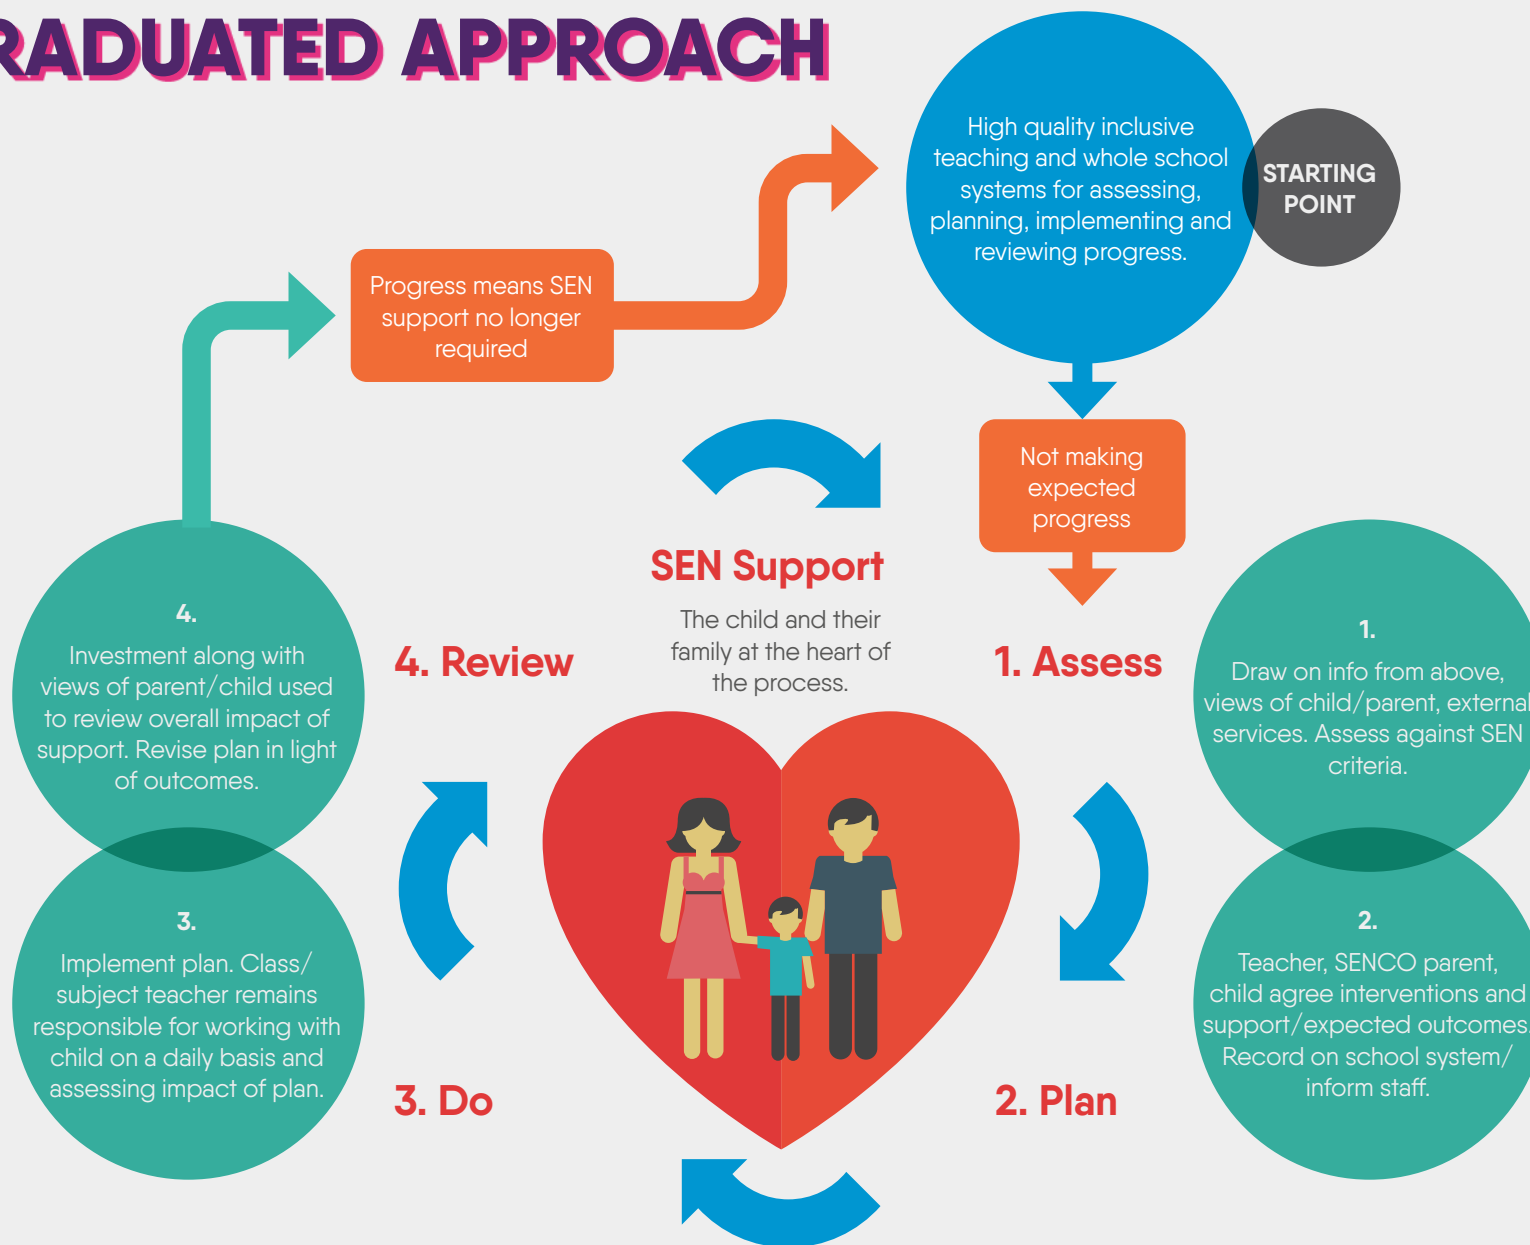 RADUATED APPROACH
High quality inclusive
teaching and whole school
systems for assessing,
planning, implementing and
reviewing progress.
STARTING
POINT
Progress means SEN
support no longer
required
Not making
expected
progress
SEN Support
The child and their
family at the heart of
the process.
4. Review
1. Assess
4.
Investment along with
views of parent/child used
to review overall impact of
support. Revise plan in light
of outcomes.
1.
Draw on info from above,
views of child/parent, external
services. Assess against SEN
criteria.
3.
Implement plan. Class/
subject teacher remains
responsible for working with
child on a daily basis and
assessing impact of plan.
2.
Teacher, SENCO parent,
child agree interventions and
support/expected outcomes.
Record on school system/
inform staff.
3. Do
2. Plan